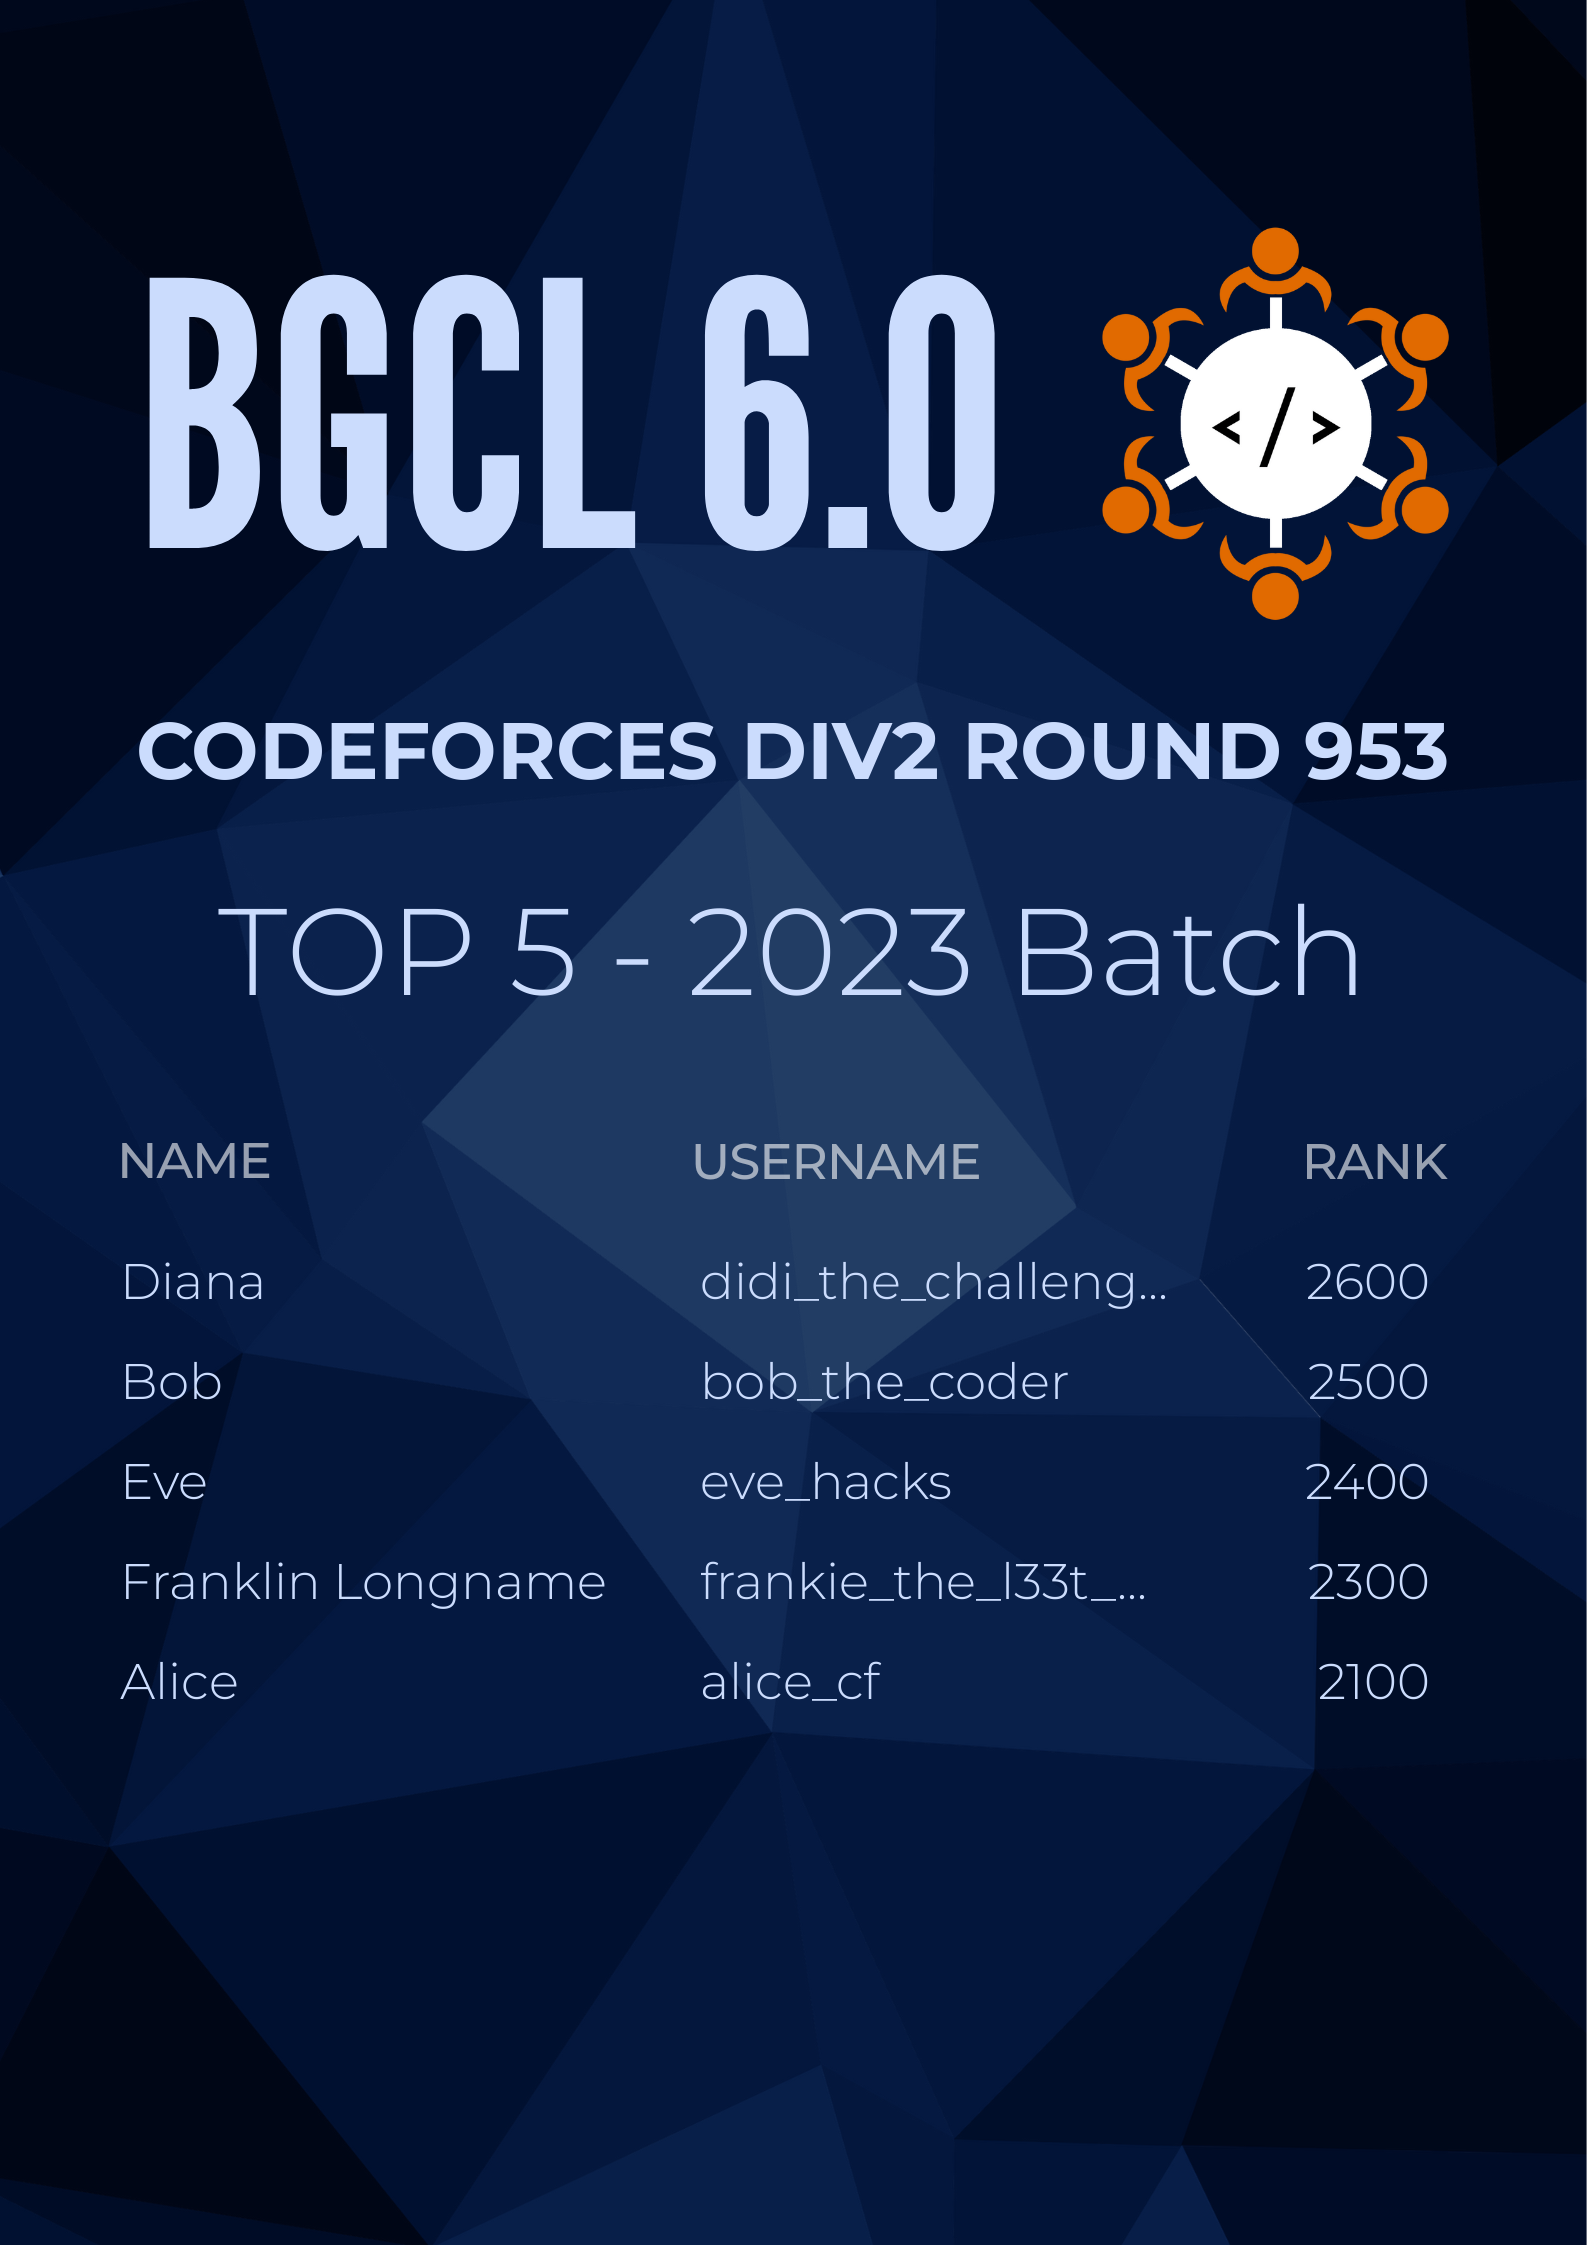 BGCL 6.0
</>
CODEFORCES DIV2 ROUND 953
TOP 5 - 2023 Batch
NAME USERNAME RANK
Diana didi_the_challeng... 2600
Bob bob_the_coder 2500
Eve eve_hacks 2400
Franklin Longname frankie_the_l33t_... 2300
Alice alice_cf 2100